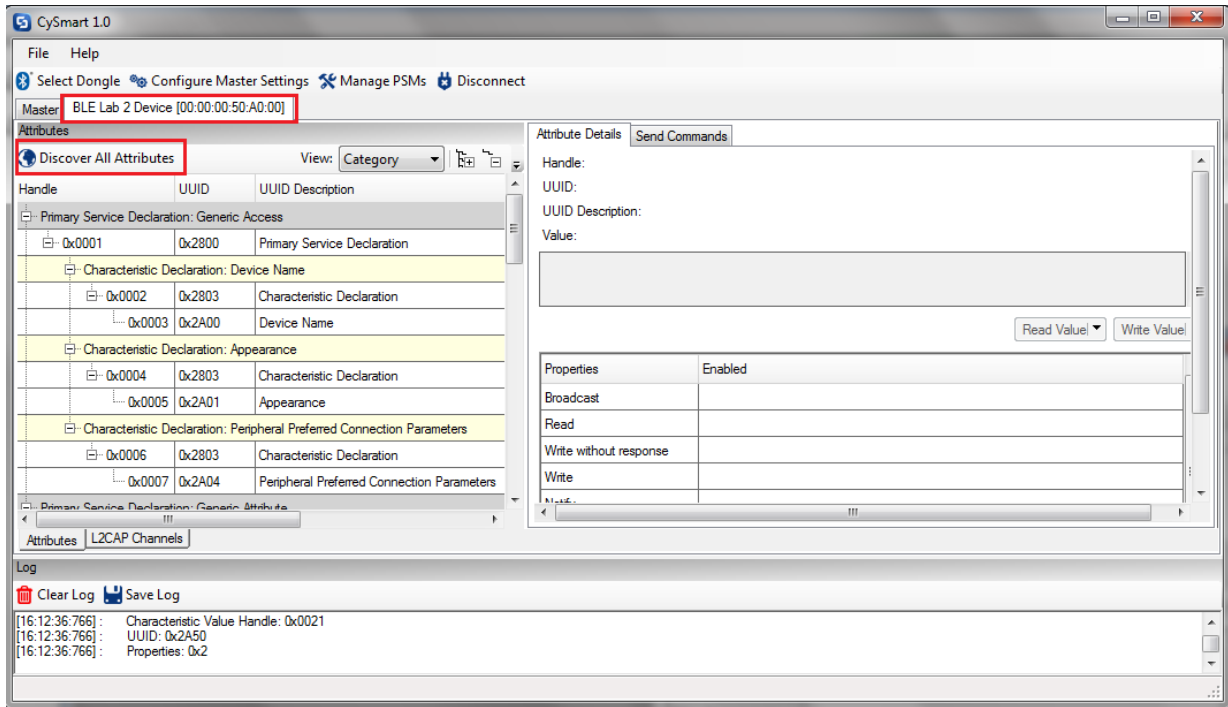 CySmart 1.0
File Help
Select Dongle Configure Master Settings Manage PSMs Disconnect
Master BLE Lab 2 Device [00:00:00:50:A0:00]
Attributes
Discover All Attributes View: Category
Handle UUID UUID Description
Primary Service Declaration: Generic Access
0x0001 0x2800 Primary Service Declaration
Characteristic Declaration: Device Name
0x0002 0x2803 Characteristic Declaration
0x0003 0x2A00 Device Name
Characteristic Declaration: Appearance
0x0004 0x2803 Characteristic Declaration
0x0005 0x2A01 Appearance
Characteristic Declaration: Peripheral Preferred Connection Parameters
0x0006 0x2803 Characteristic Declaration
0x0007 0x2A04 Peripheral Preferred Connection Parameters
Primary Service Declaration: Generic Attribute
Attributes L2CAP Channels
Attribute Details Send Commands
Handle:
UUID:
UUID Description:
Value:
Read Value Write Value
Properties Enabled
Broadcast
Read
Write without response
Write
Notify
Log
Clear Log Save Log
[16:12:36:766] : Characteristic Value Handle: 0x0021
[16:12:36:766] : UUID: 0x2A50
[16:12:36:766] : Properties: 0x2